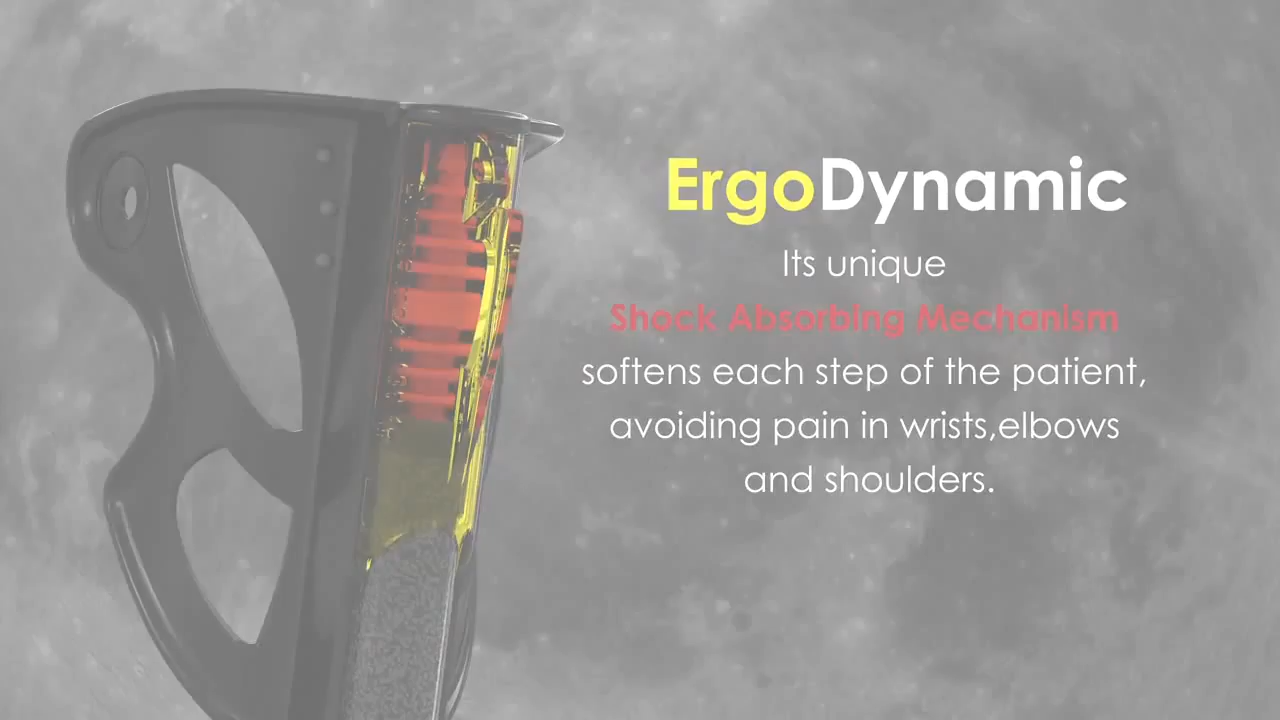 ErgoDynamic
Its unique
Shock Absorbing Mechanism
softens each step of the patient,
avoiding pain in wrists,elbows
and shoulders.